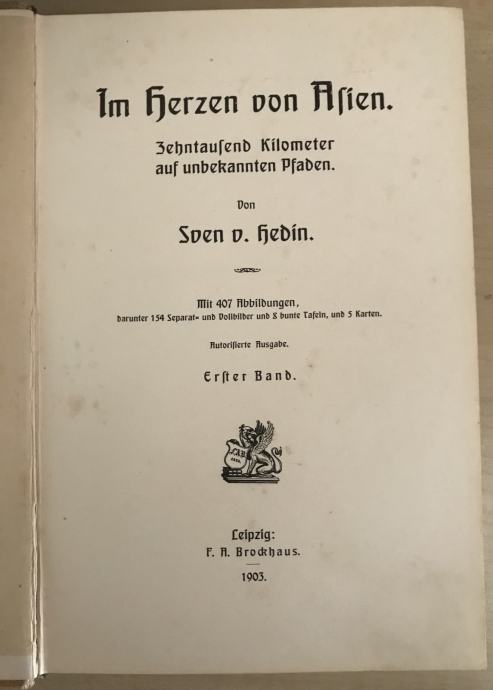 Im Herzen von Aſien.
Zehntauſend Kilometer
auf unbekannten Pfaden.
Von
Sven v. Hedin.
Mit 407 Abbildungen,
darunter 154 Separat- und Vollbilder und 8 bunte Tafeln, und 5 Karten.
Autoriſierte Ausgabe.
Erſter Band.
F.A.B.
Leipzig:
F. A. Brockhaus.
1903.